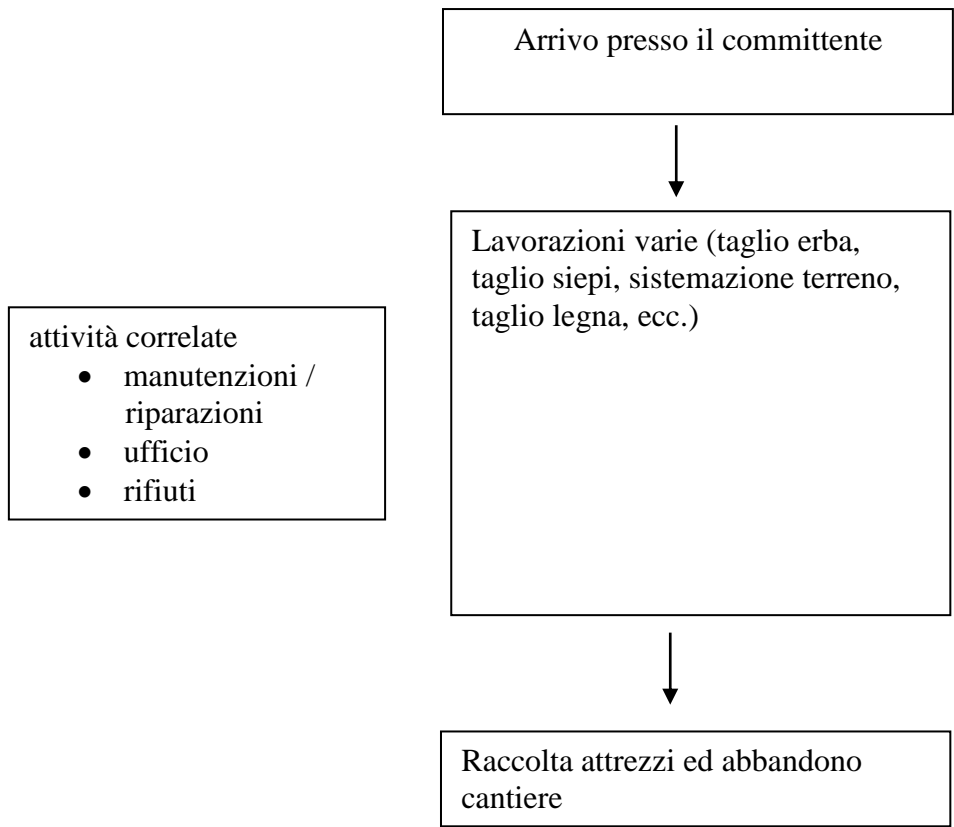 Arrivo presso il committente
Lavorazioni varie (taglio erba,
taglio siepi, sistemazione terreno,
taglio legna, ecc.)
attività correlate
• manutenzioni /
riparazioni
• ufficio
• rifiuti
Raccolta attrezzi ed abbandono
cantiere